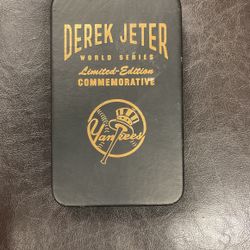 DEREK JETER
WORLD SERIES
Limited-Edition
COMMEMORATIVE
Yankees